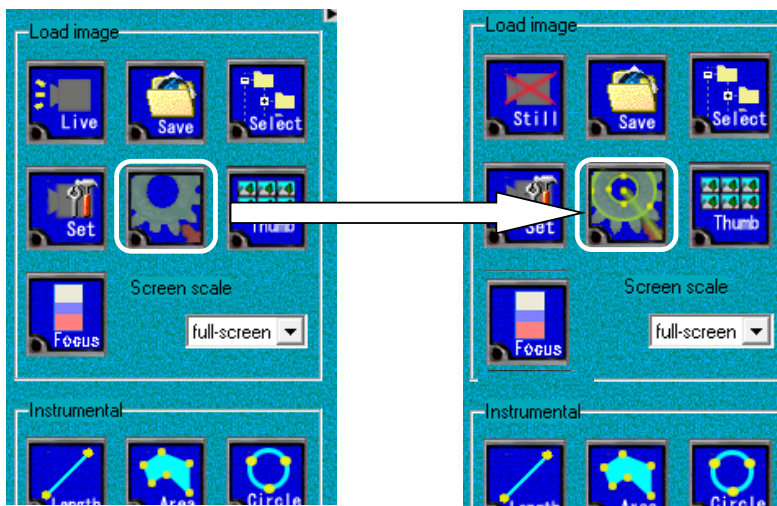 Load image
Live
Save
Select
Set
Thumb
Screen scale
Focus
full-screen
Instrumental
Length
Area
Circle
Load image
Still
Save
Select
Set
Thumb
Screen scale
Focus
full-screen
Instrumental
Length
Area
Circle